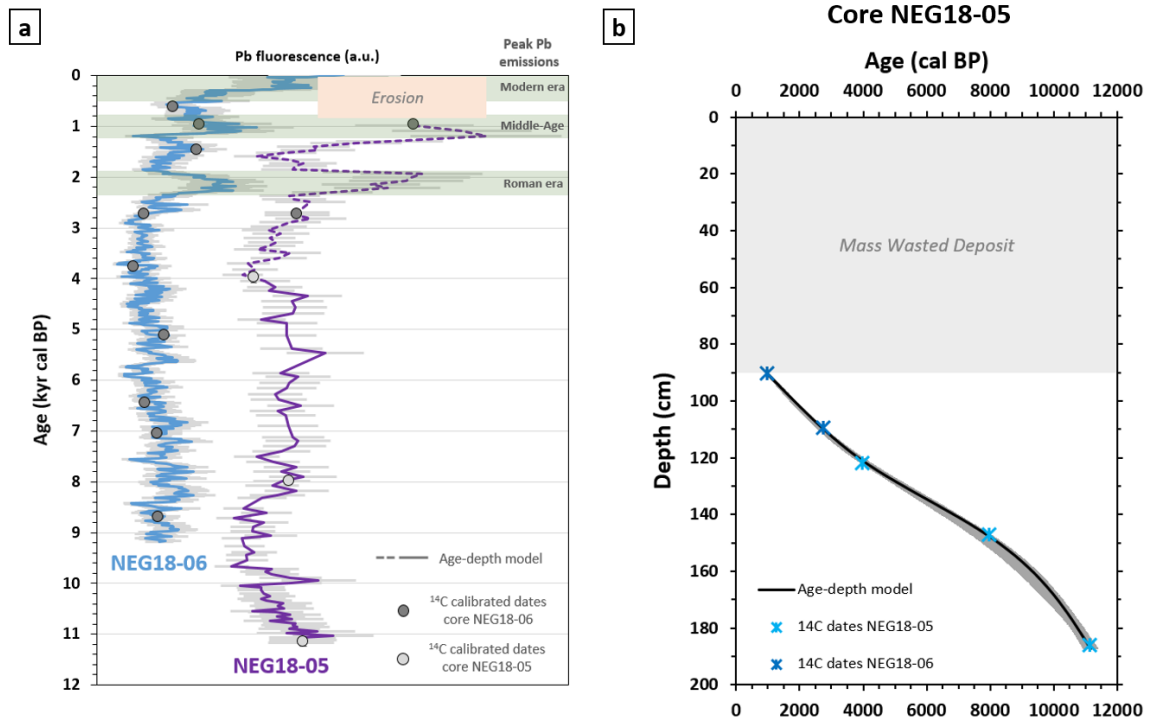 a
Pb fluorescence (a.u.)
Peak Pb
emissions
0
1
2
3
4
5
6
7
8
9
10
11
12
Age (kyr cal BP)
Erosion
Modern era
Middle-Age
Roman era
NEG18-06
NEG18-05
Age-depth model
14C calibrated dates
core NEG18-06
14C calibrated dates
core NEG18-05
b
Core NEG18-05
Age (cal BP)
0 2000 4000 6000 8000 10000 12000
0
20
40
60
80
100
120
140
160
180
200
Depth (cm)
Mass Wasted Deposit
Age-depth model
14C dates NEG18-05
14C dates NEG18-06
0 2000 4000 6000 8000 10000 12000